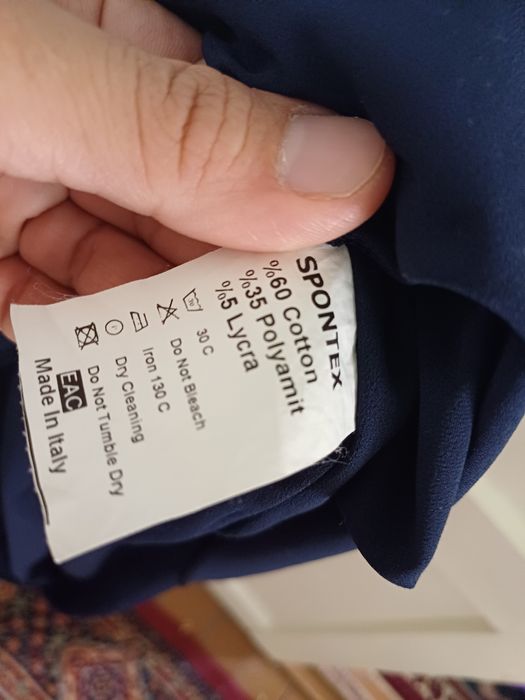 SPONTEX
%60 Cotton
%35 Polyamit
%5 Lycra
30 C
Do Not Bleach
Iron 130 C
Dry Cleaning
Do Not Tumble Dry
EAC
Made In Italy